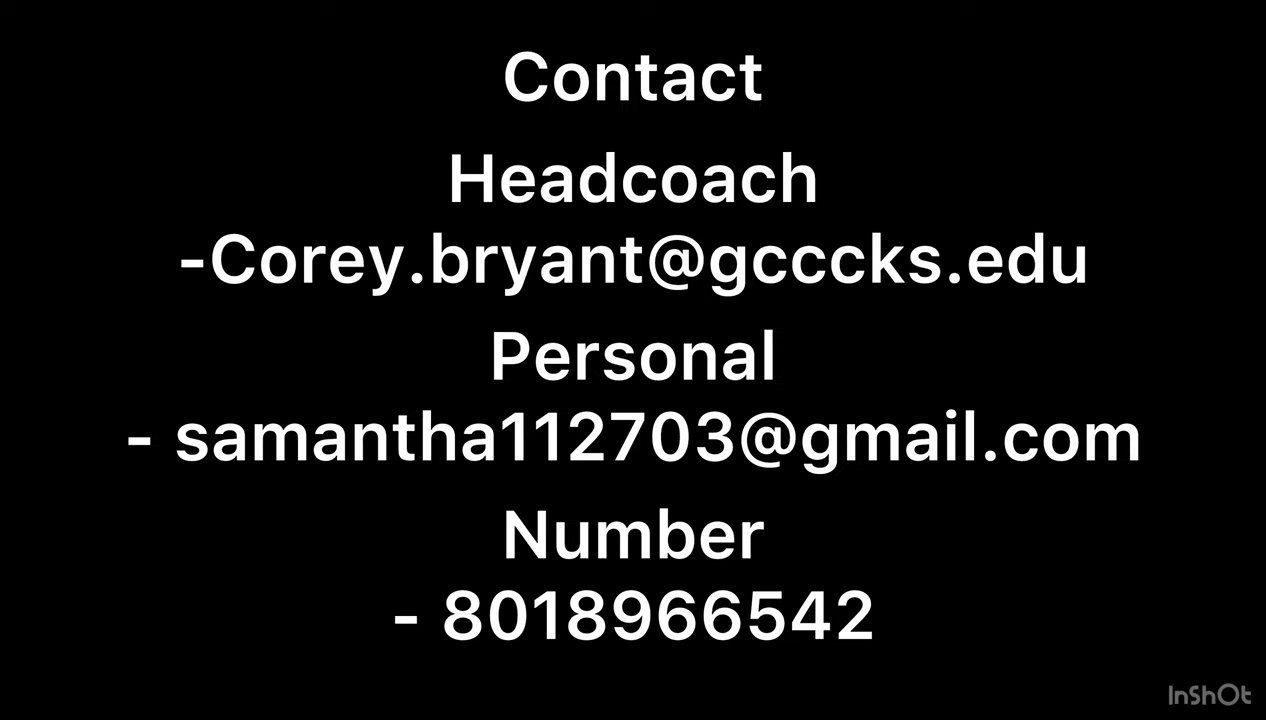 Contact
Headcoach
-Corey.bryant@gcccks.edu
Personal
- samantha112703@gmail.com
Number
- 8018966542
InShOt